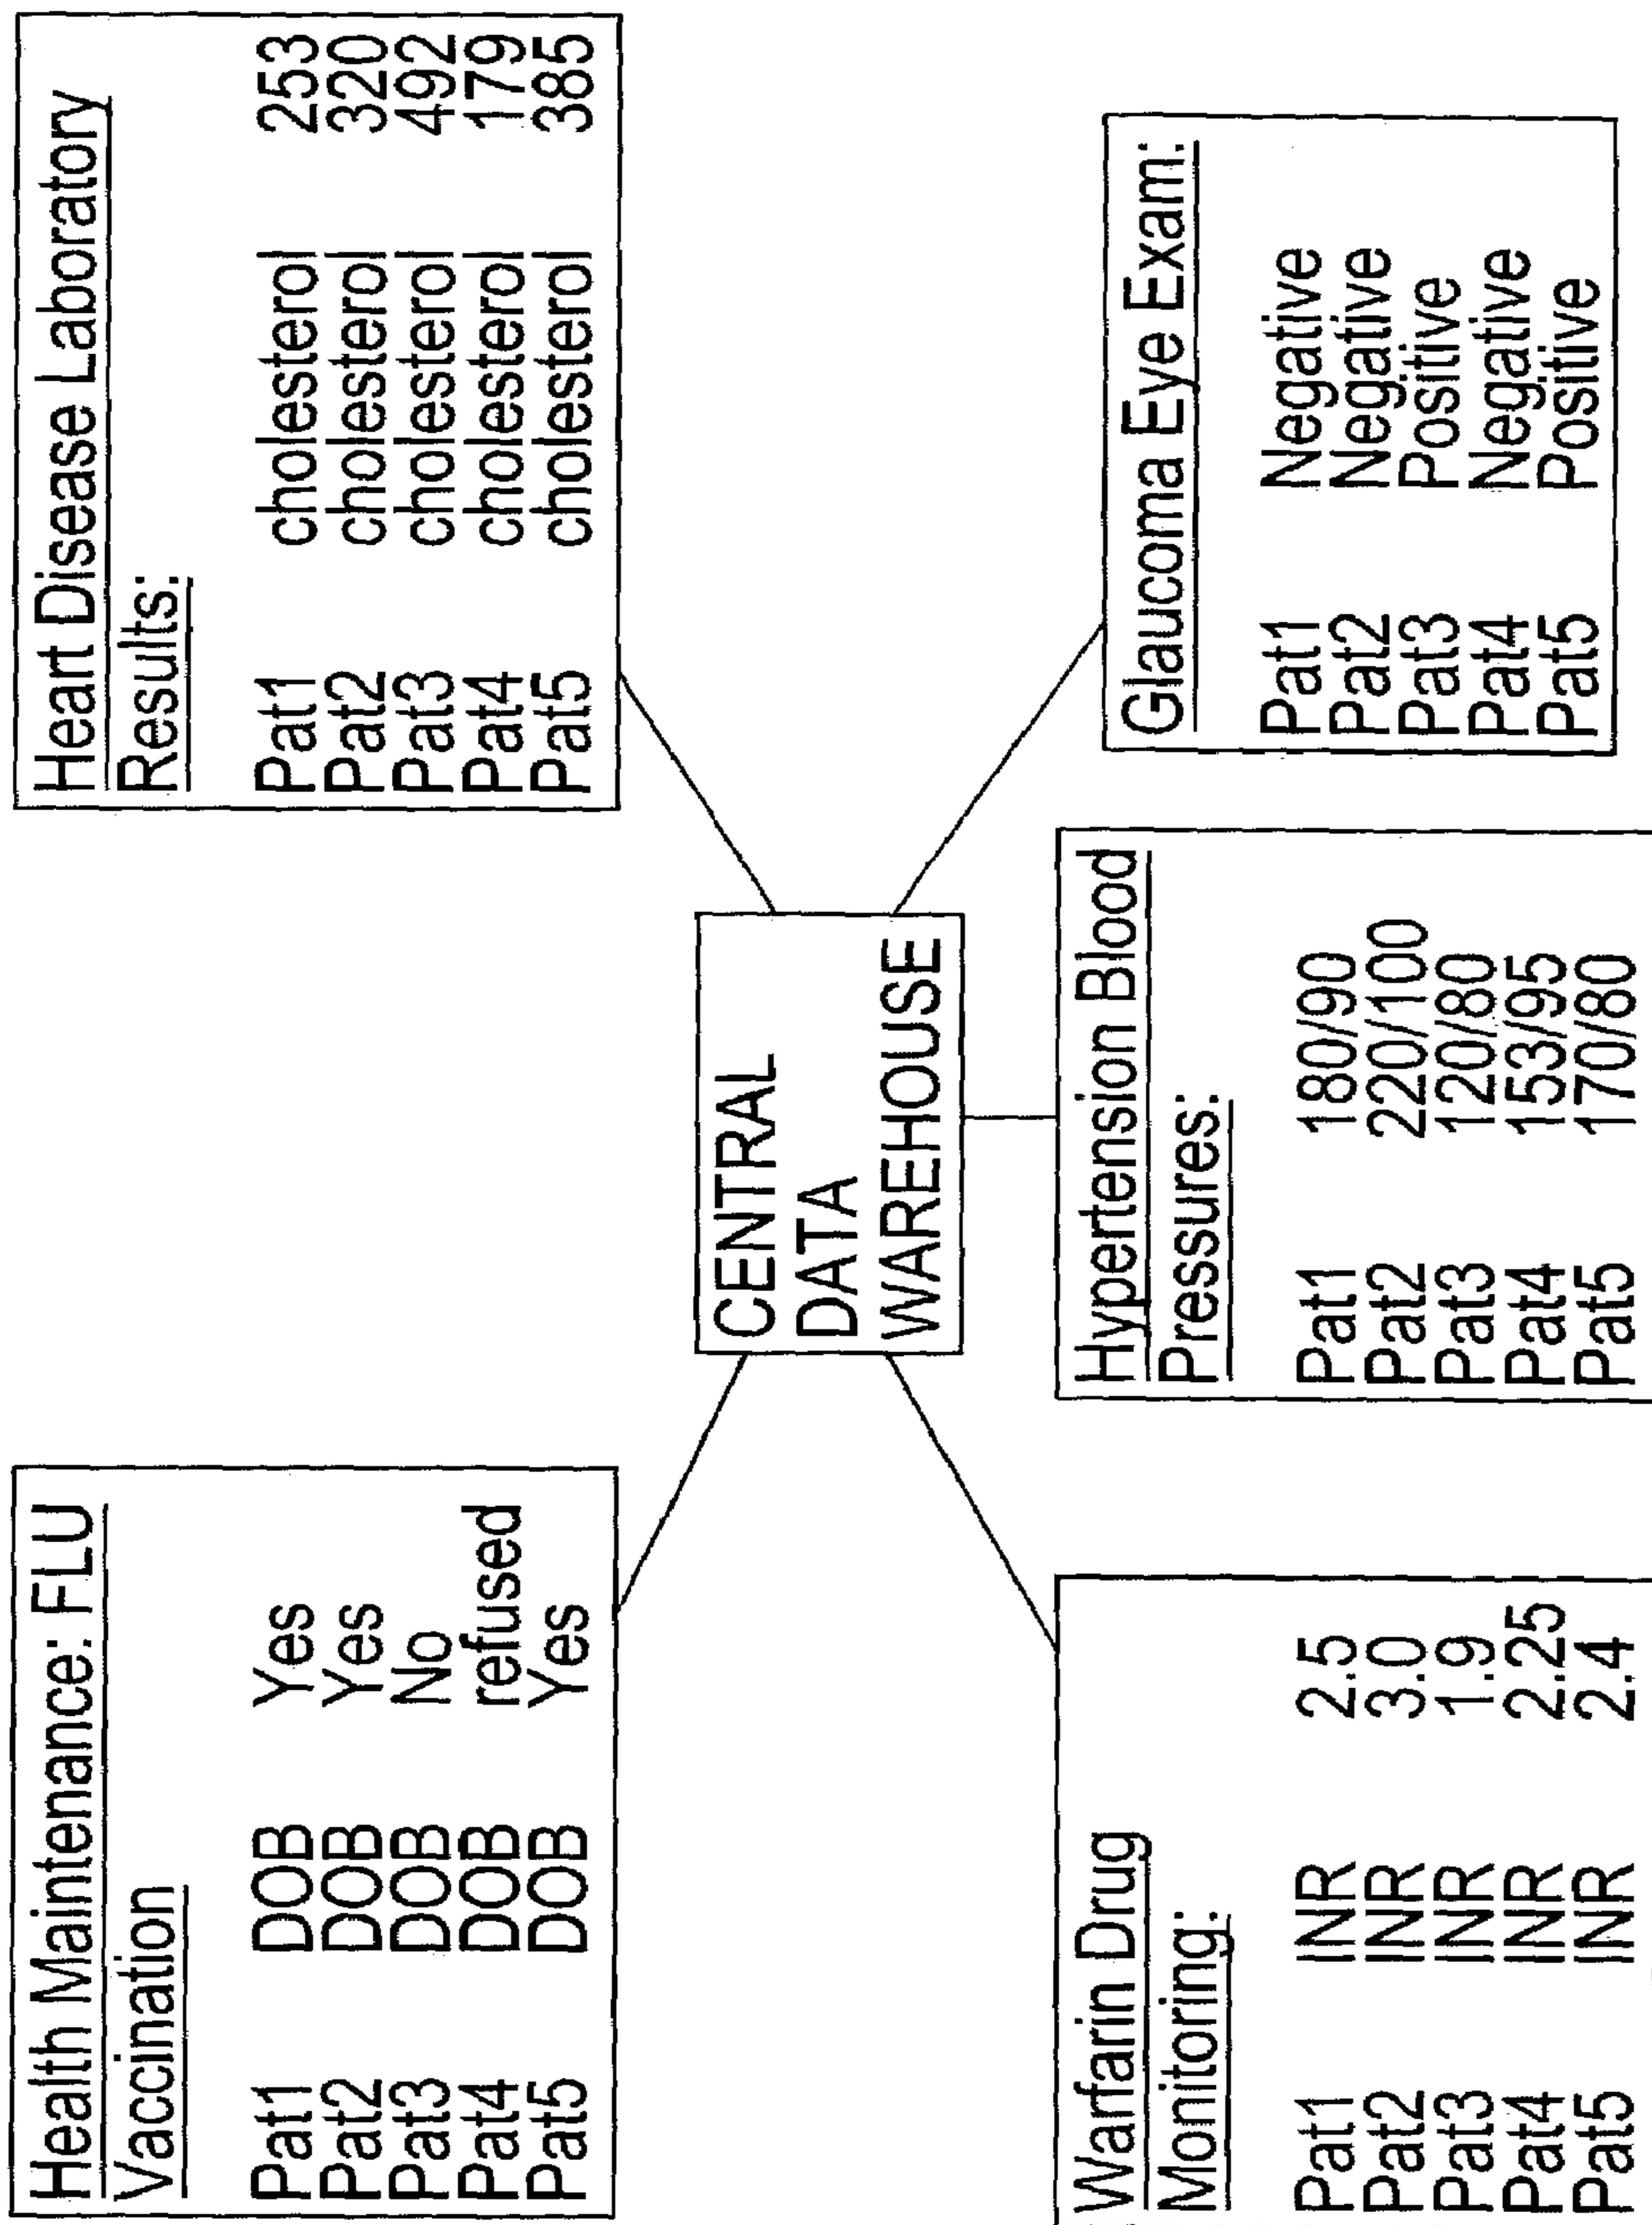 Health Maintenance: FLU
Vaccination
Pat1 DOB Yes
Pat2 DOB Yes
Pat3 DOB No
Pat4 DOB refused
Pat5 DOB Yes
Heart Disease Laboratory
Results:
Pat1 cholesterol 253
Pat2 cholesterol 320
Pat3 cholesterol 492
Pat4 cholesterol 179
Pat5 cholesterol 385
CENTRAL
DATA
WAREHOUSE
Warfarin Drug
Monitoring:
Pat1 INR 2.5
Pat2 INR 3.0
Pat3 INR 1.9
Pat4 INR 2.25
Pat5 INR 2.4
Hypertension Blood
Pressures:
Pat1 180/90
Pat2 220/100
Pat3 120/80
Pat4 153/95
Pat5 170/80
Glaucoma Eye Exam:
Pat1 Negative
Pat2 Negative
Pat3 Positive
Pat4 Negative
Pat5 Positive